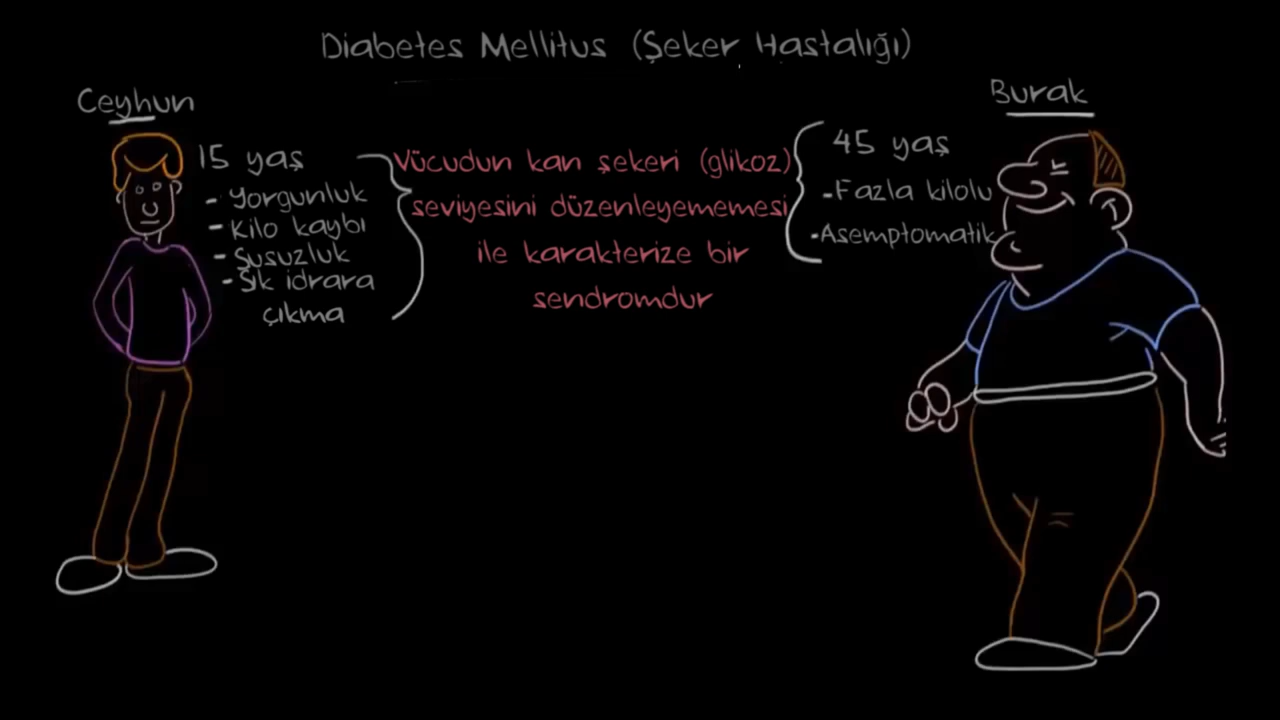 Diabetes Mellitus (Şeker Hastalığı)
Ceyhun
15 yaş
- Yorgunluk
- Kilo kaybı
- Susuzluk
- Sık idrara
çıkma
Vücudun kan şekeri (glikoz)
seviyesini düzenleyememesi
ile karakterize bir
sendromdur
Burak
45 yaş
-Fazla kilolu
-Asemptomatik